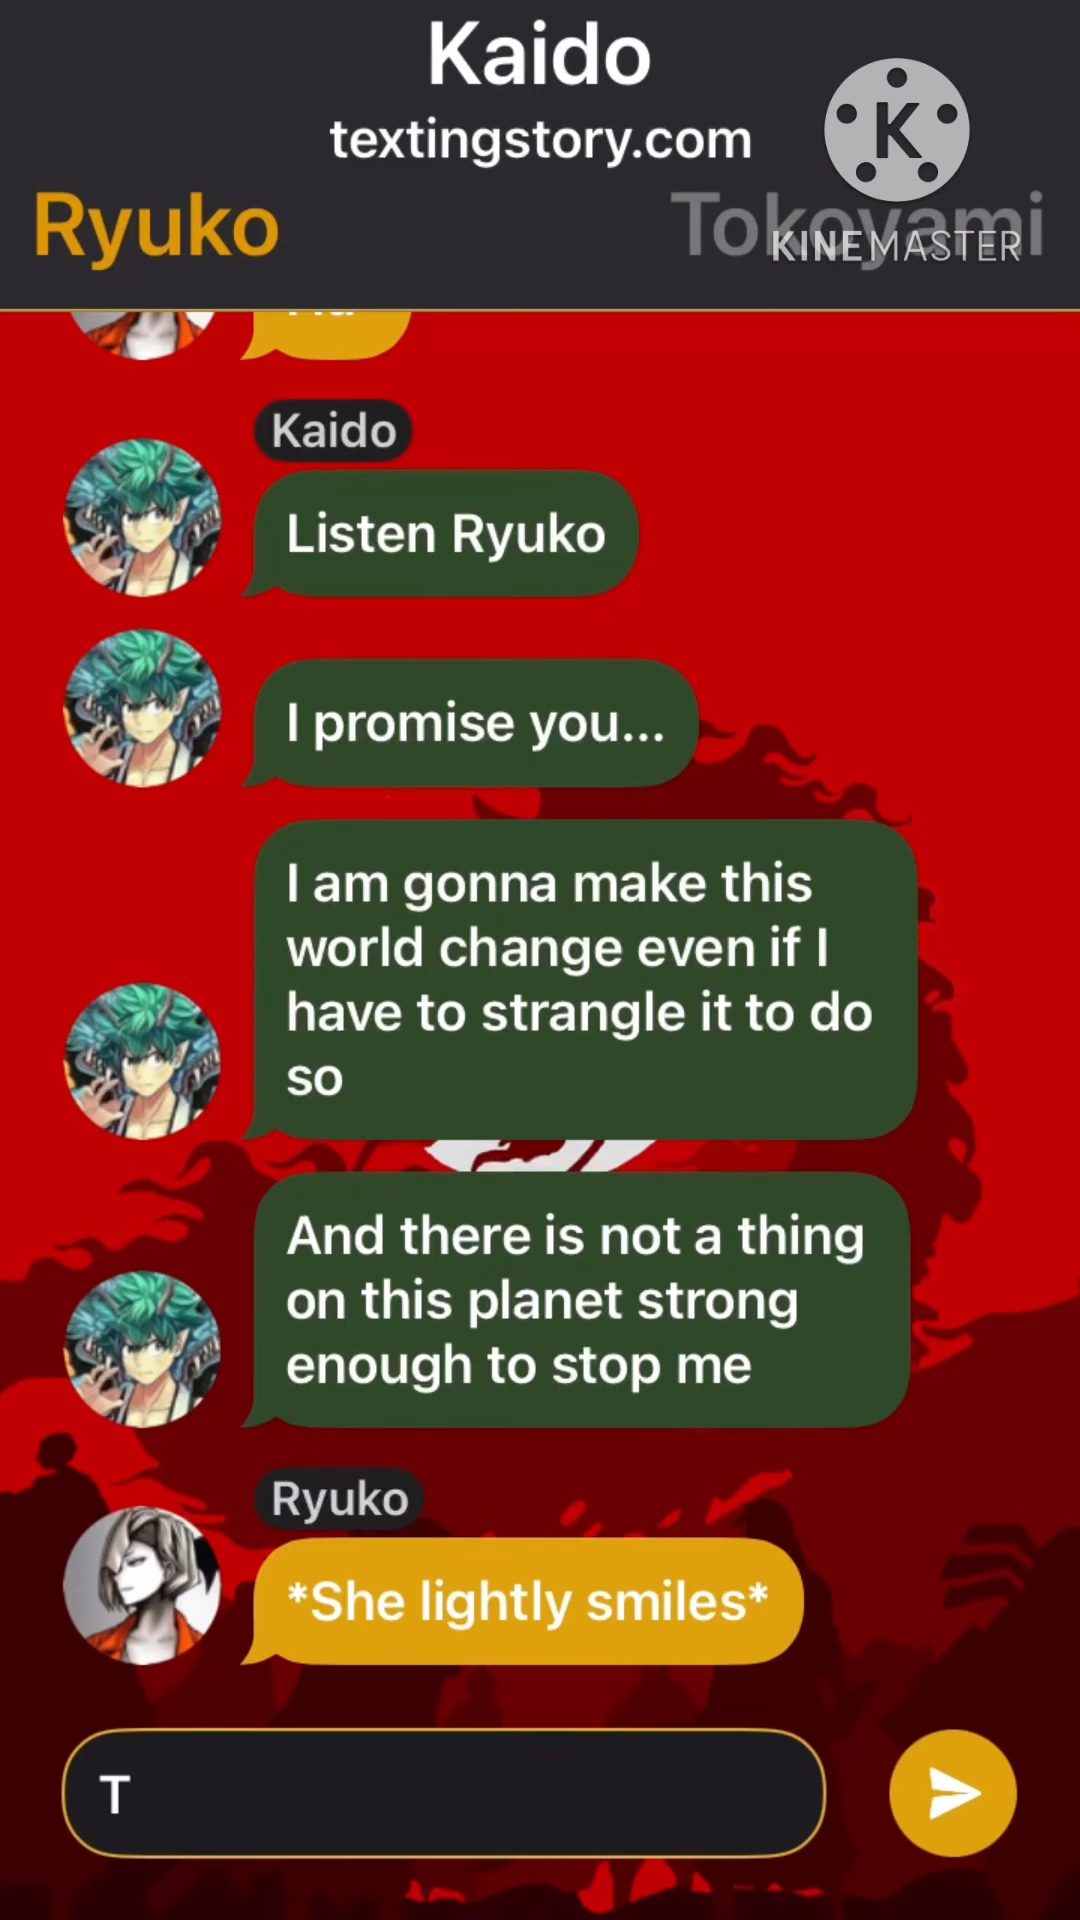 Kaido
textingstory.com
K
KINEMASTER
Ryuko
Tokoyami
Kaido
Listen Ryuko
I promise you...
I am gonna make this
world change even if I
have to strangle it to do
so
And there is not a thing
on this planet strong
enough to stop me
Ryuko
*She lightly smiles*
T